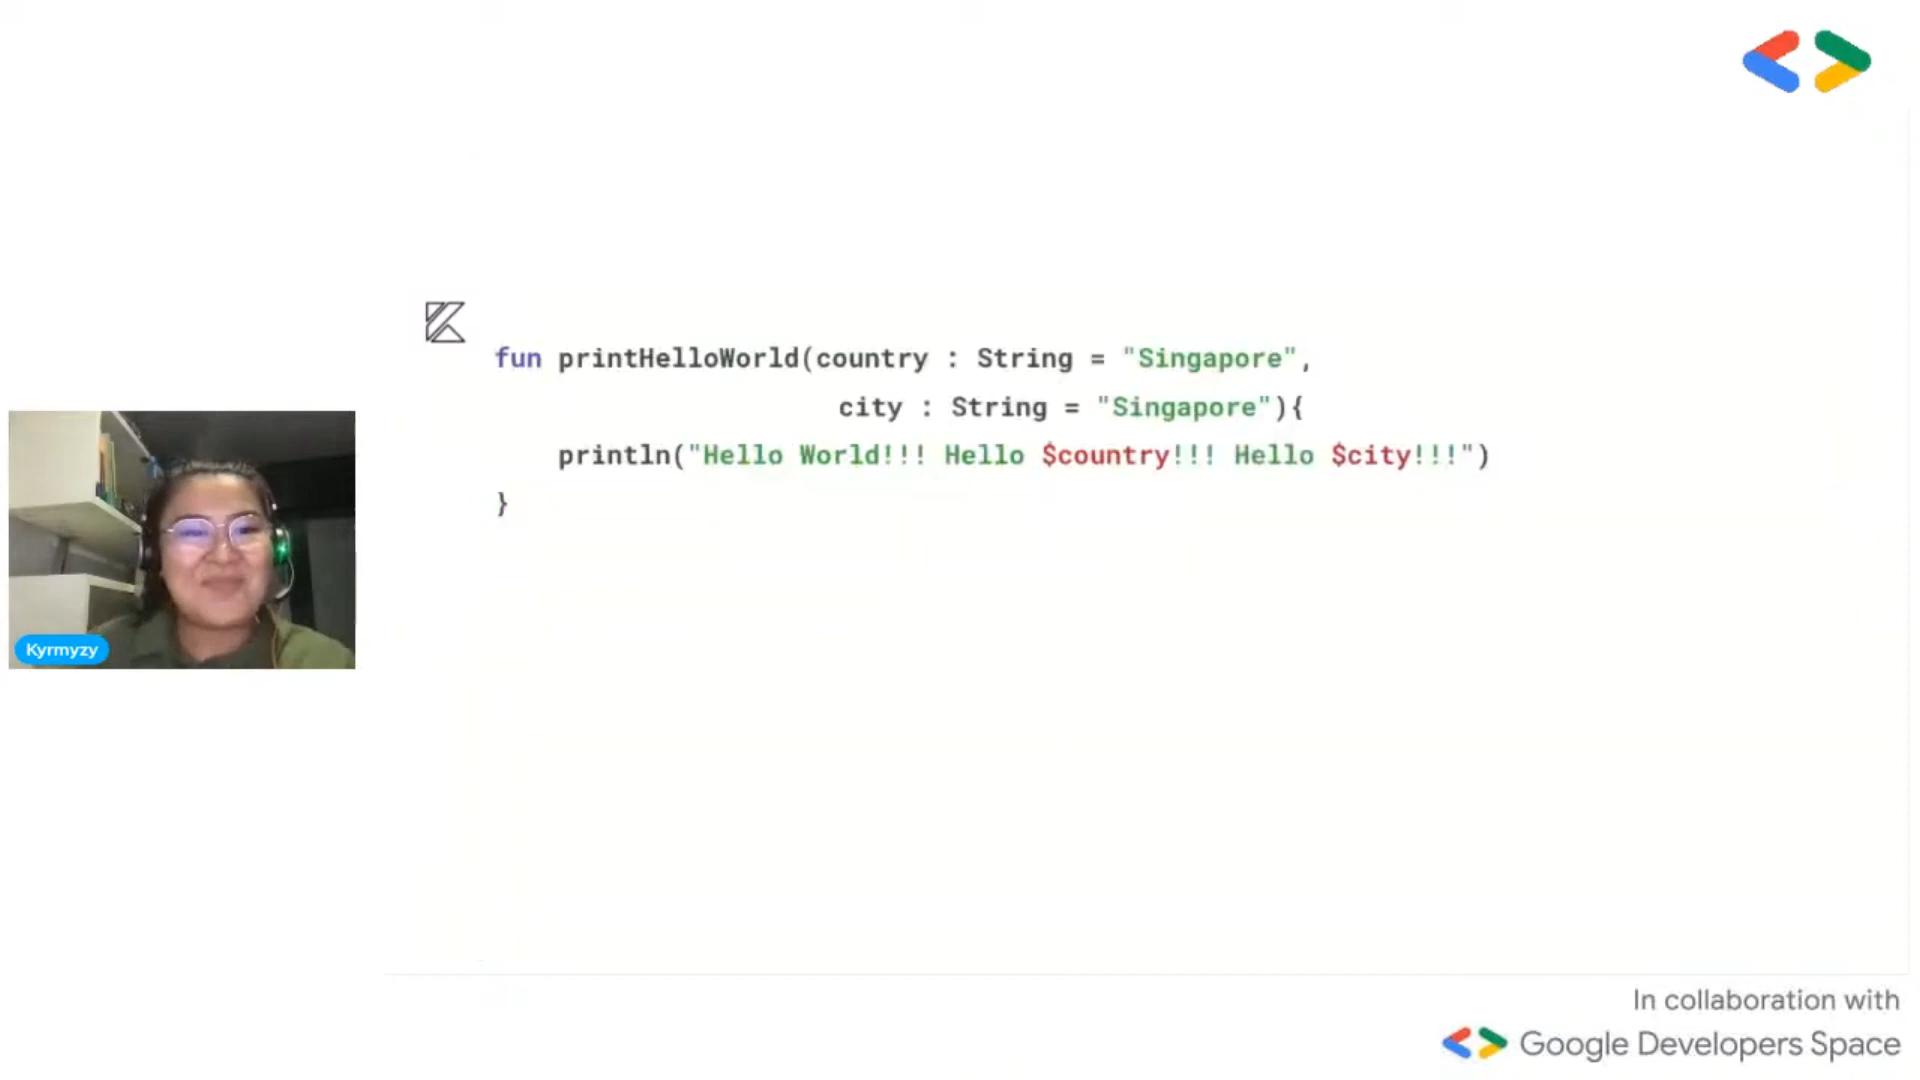 fun printHelloWorld(country : String = "Singapore",
city : String = "Singapore"){
println("Hello World!!! Hello $country!!! Hello $city!!!")
}
Kyrmyzy
In collaboration with
Google Developers Space